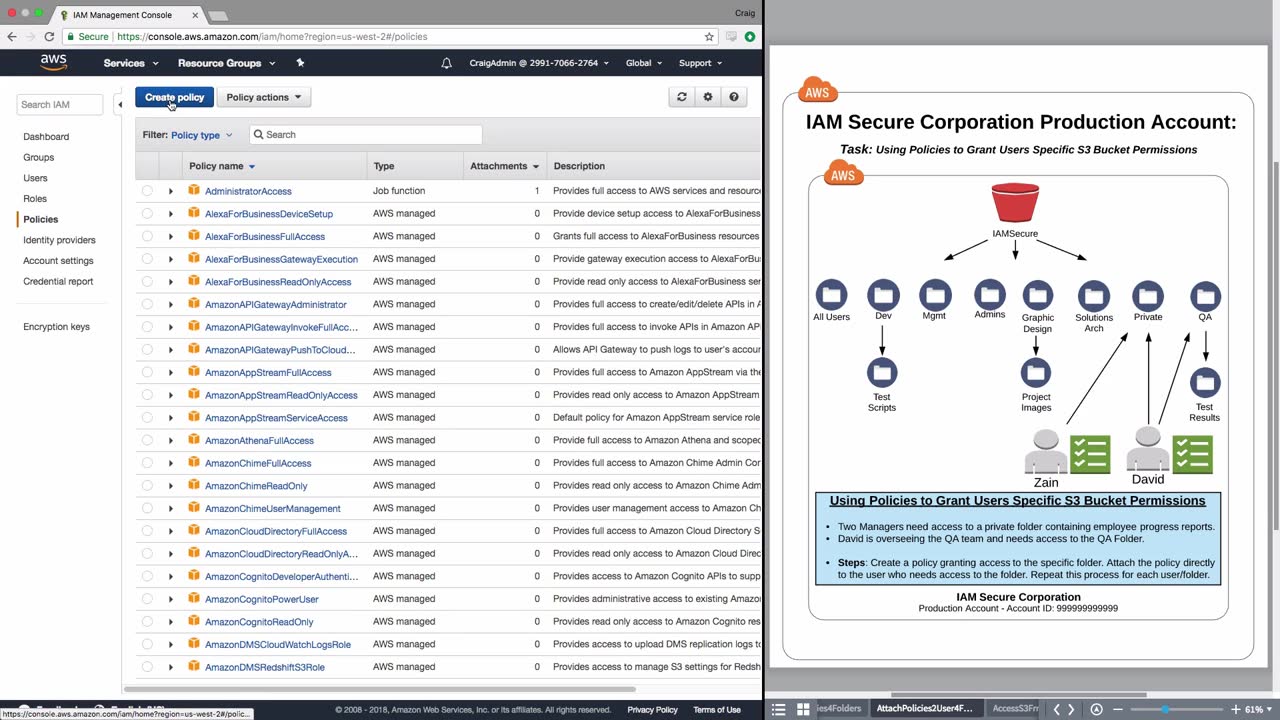 IAM Management Console
Craig
Secure
https://console.aws.amazon.com/iam/home?region=us-west-2#/policies
aws
Services
Resource Groups
CraigAdmin @ 2991-7066-2764
Global
Support
Search IAM
Dashboard
Groups
Users
Roles
Policies
Identity providers
Account settings
Credential report
Encryption keys
Create policy
Policy actions
Filter: Policy type
Search
Policy name Type Attachments Description
AdministratorAccess Job function 1 Provides full access to AWS services and resourc
AlexaForBusinessDeviceSetup AWS managed 0 Provide device setup access to AlexaForBusiness
AlexaForBusinessFullAccess AWS managed 0 Grants full access to AlexaForBusiness resources
AlexaForBusinessGatewayExecution AWS managed 0 Provide gateway execution access to AlexaForBu
AlexaForBusinessReadOnlyAccess AWS managed 0 Provide read only access to AlexaForBusiness ser
AmazonAPIGatewayAdministrator AWS managed 0 Provides full access to create/edit/delete APIs in A
AmazonAPIGatewayInvokeFullAcc... AWS managed 0 Provides full access to invoke APIs in Amazon AP
AmazonAPIGatewayPushToCloud... AWS managed 0 Allows API Gateway to push logs to user's accour
AmazonAppStreamFullAccess AWS managed 0 Provides full access to Amazon AppStream via the
AmazonAppStreamReadOnlyAccess AWS managed 0 Provides read only access to Amazon AppStream
AmazonAppStreamServiceAccess AWS managed 0 Default policy for Amazon AppStream service role
AmazonAthenaFullAccess AWS managed 0 Provide full access to Amazon Athena and scoped
AmazonChimeFullAccess AWS managed 0 Provides full access to Amazon Chime Admin Cor
AmazonChimeReadOnly AWS managed 0 Provides read only access to Amazon Chime Adm
AmazonChimeUserManagement AWS managed 0 Provides user management access to Amazon Ch
AmazonCloudDirectoryFullAccess AWS managed 0 Provides full access to Amazon Cloud Directory S
AmazonCloudDirectoryReadOnlyA... AWS managed 0 Provides read only access to Amazon Cloud Direc
AmazonCognitoDeveloperAuthenti... AWS managed 0 Provides access to Amazon Cognito APIs to supp
AmazonCognitoPowerUser AWS managed 0 Provides administrative access to existing Amazo
AmazonCognitoReadOnly AWS managed 0 Provides read only access to Amazon Cognito res
AmazonDMSCloudWatchLogsRole AWS managed 0 Provides access to upload DMS replication logs to
AmazonDMSRedshiftS3Role AWS managed 0 Provides access to manage S3 settings for Redsh
https://console.aws.amazon.com/iam/home?region=us-west-2#/polic...
© 2008 - 2018, Amazon Web Services, Inc. or its affiliates. All rights reserved.
Privacy Policy
Terms of Use
AWS
IAM Secure Corporation Production Account:
Task: Using Policies to Grant Users Specific S3 Bucket Permissions
AWS
IAMSecure
All Users
Dev
Mgmt
Admins
Graphic
Design
Solutions
Arch
Private
QA
Test
Scripts
Project
Images
Test
Results
Zain
David
Using Policies to Grant Users Specific S3 Bucket Permissions
• Two Managers need access to a private folder containing employee progress reports.
• David is overseeing the QA team and needs access to the QA Folder.
• Steps: Create a policy granting access to the specific folder. Attach the policy directly
to the user who needs access to the folder. Repeat this process for each user/folder.
IAM Secure Corporation
Production Account - Account ID: 999999999999
ies4Folders
AttachPolicies2User4F...
AccessS3Fr
61%